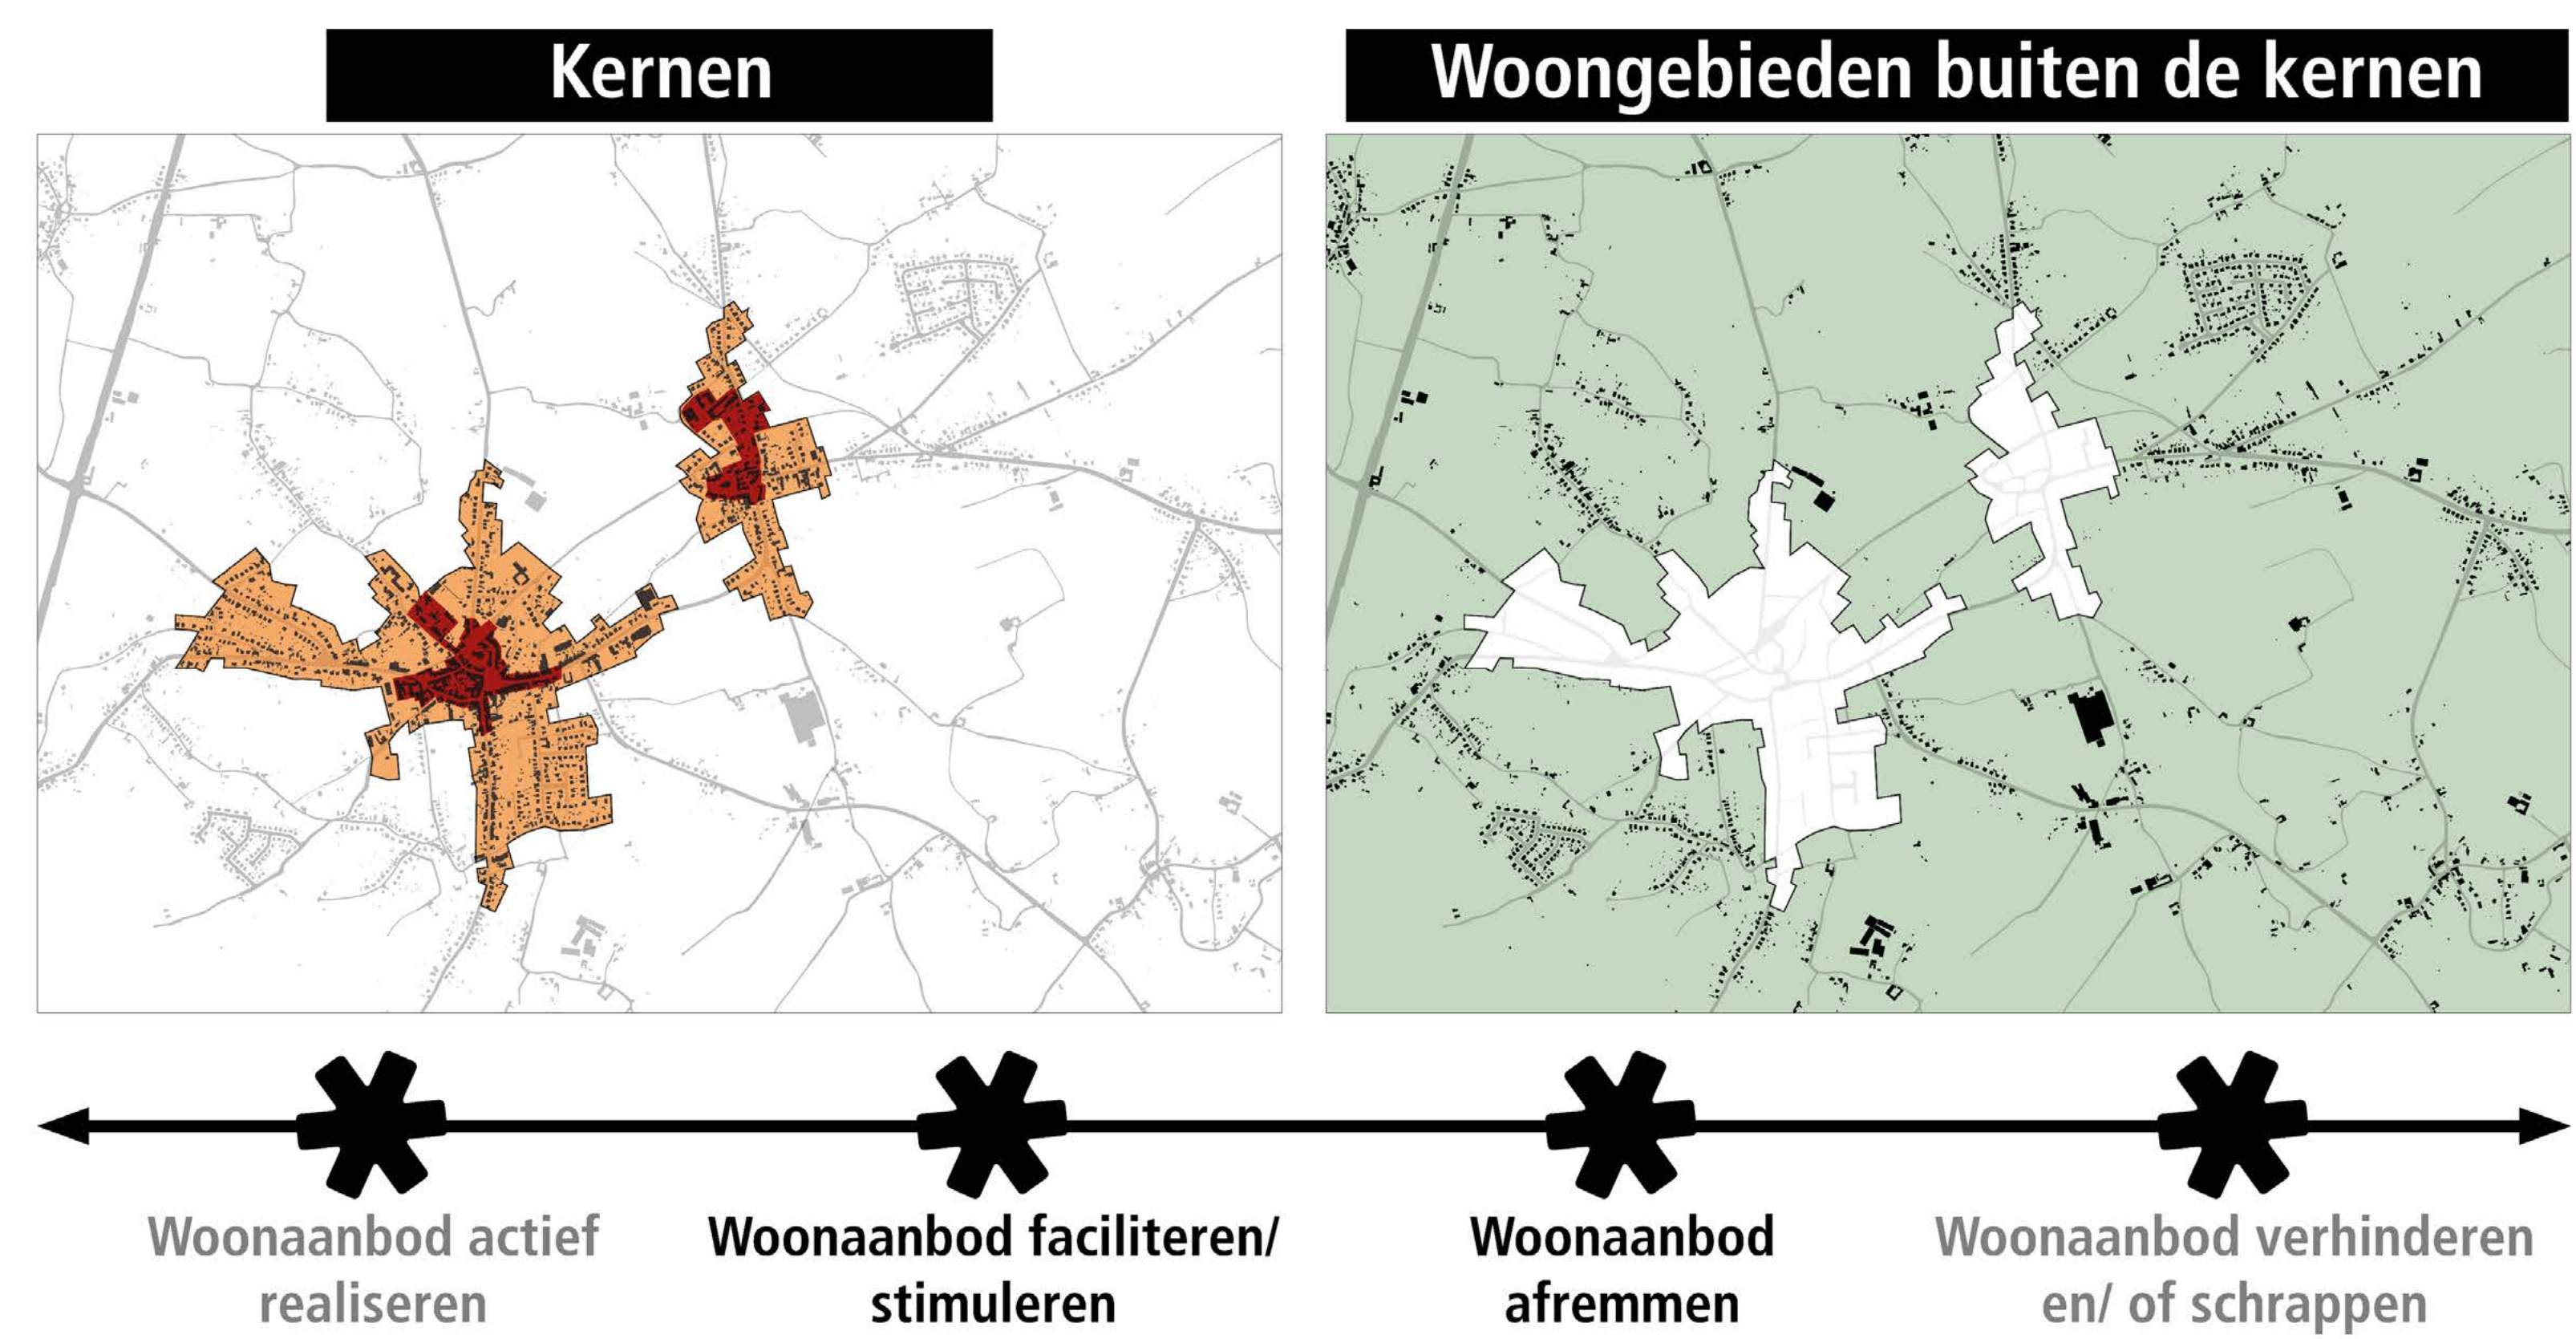 Kernen
Woongebieden buiten de kernen
Woonaanbod actief
realiseren
Woonaanbod faciliteren/
stimuleren
Woonaanbod
afremmen
Woonaanbod verhinderen
en/ of schrappen